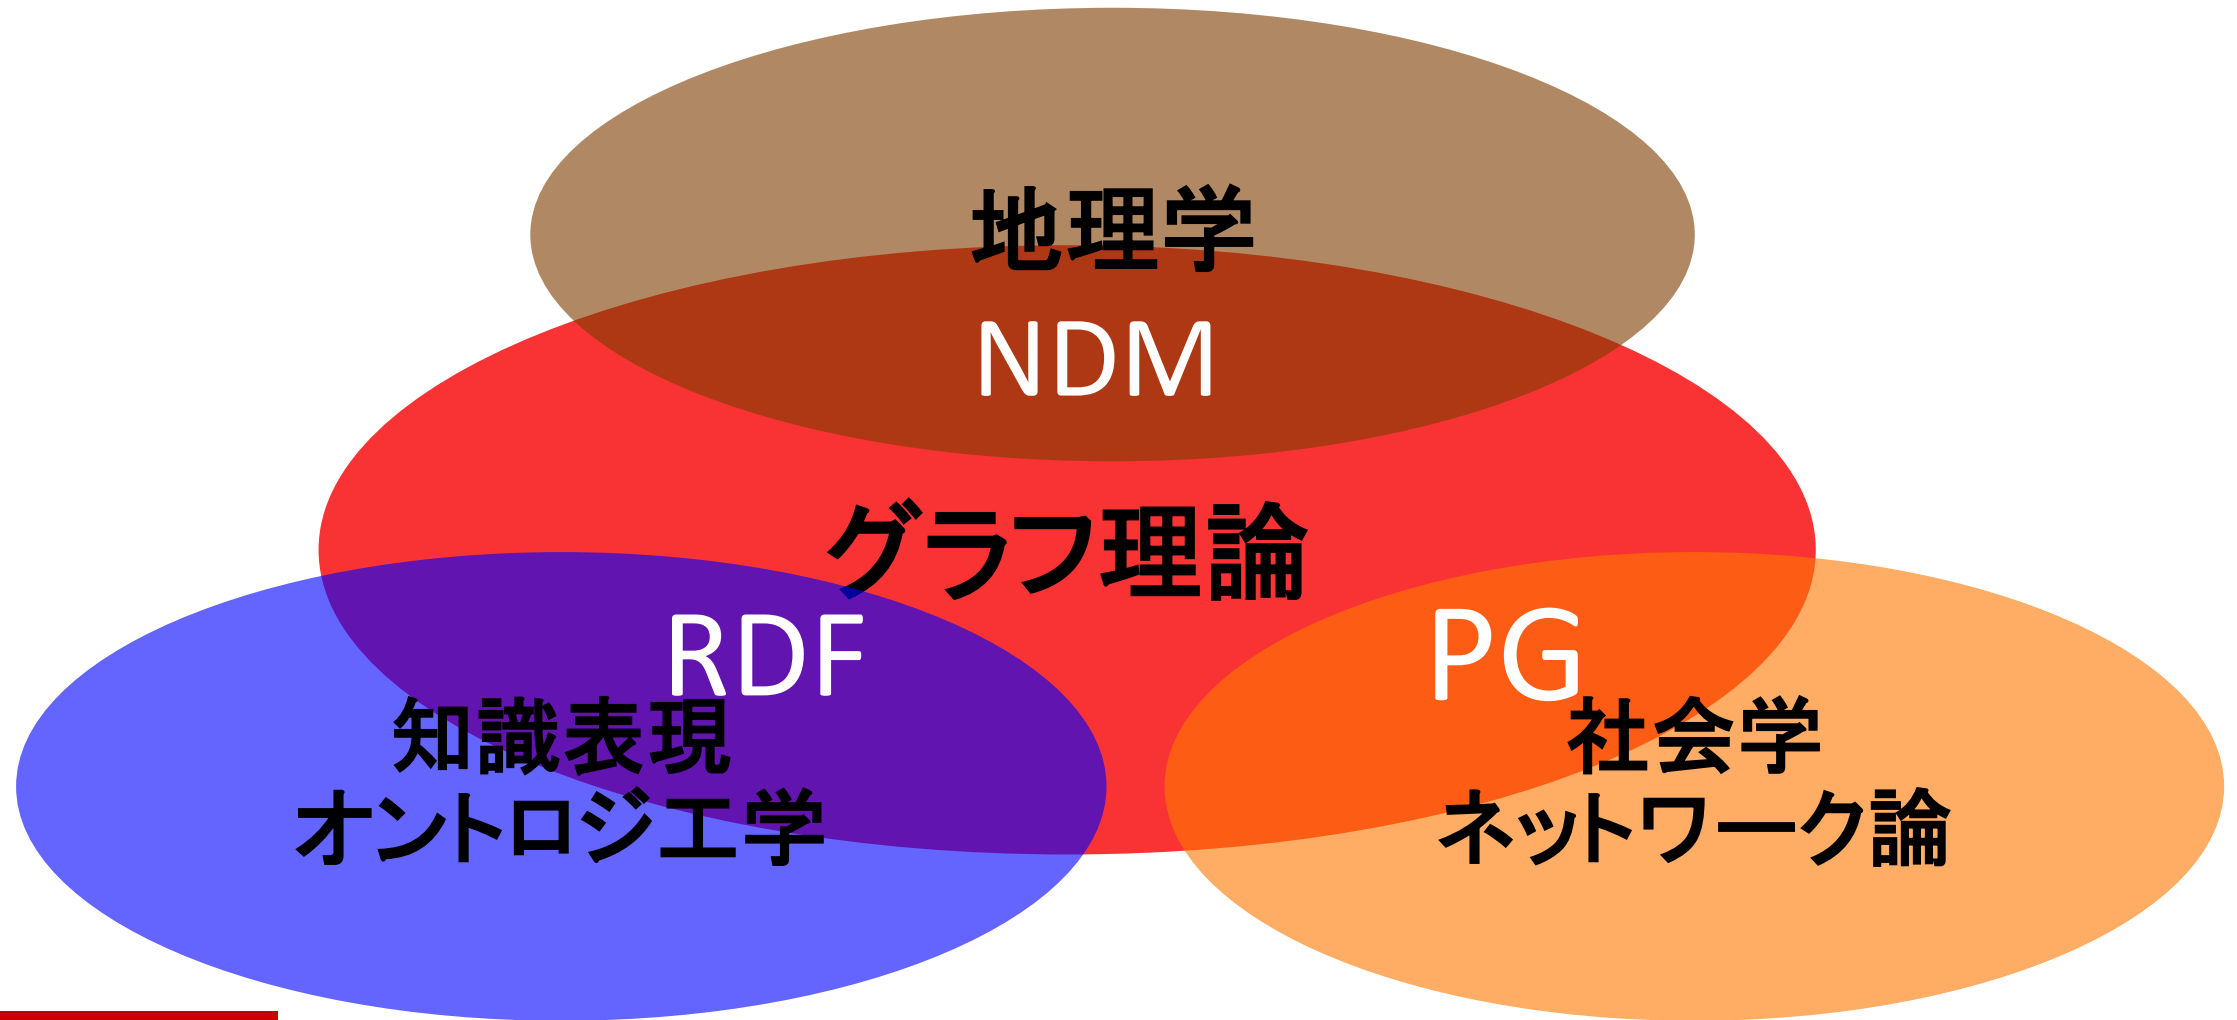 地理学
NDM
グラフ理論
RDF
PG
知識表現
オントロジ工学
社会学
ネットワーク論